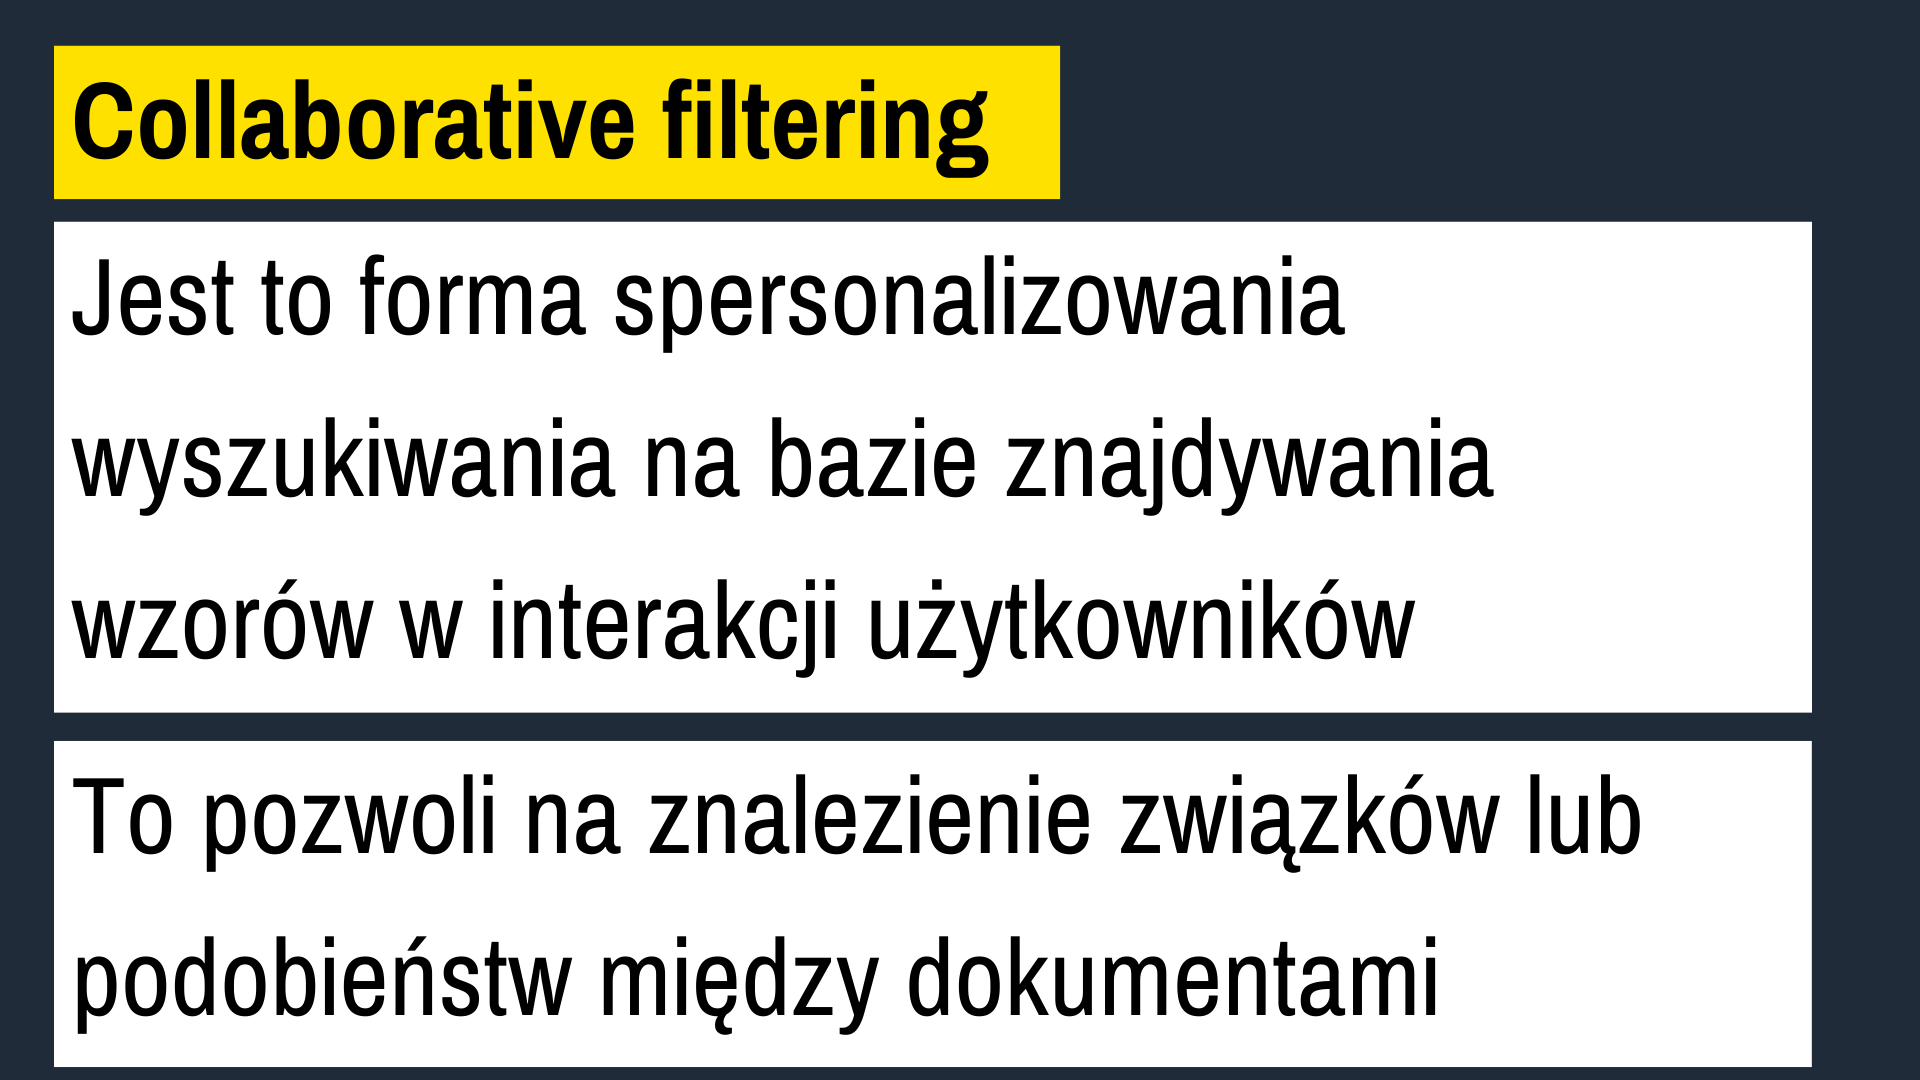 Collaborative filtering
Jest to forma spersonalizowania
wyszukiwania na bazie znajdywania
wzorów w interakcji użytkowników
To pozwoli na znalezienie związków lub
podobieństw między dokumentami